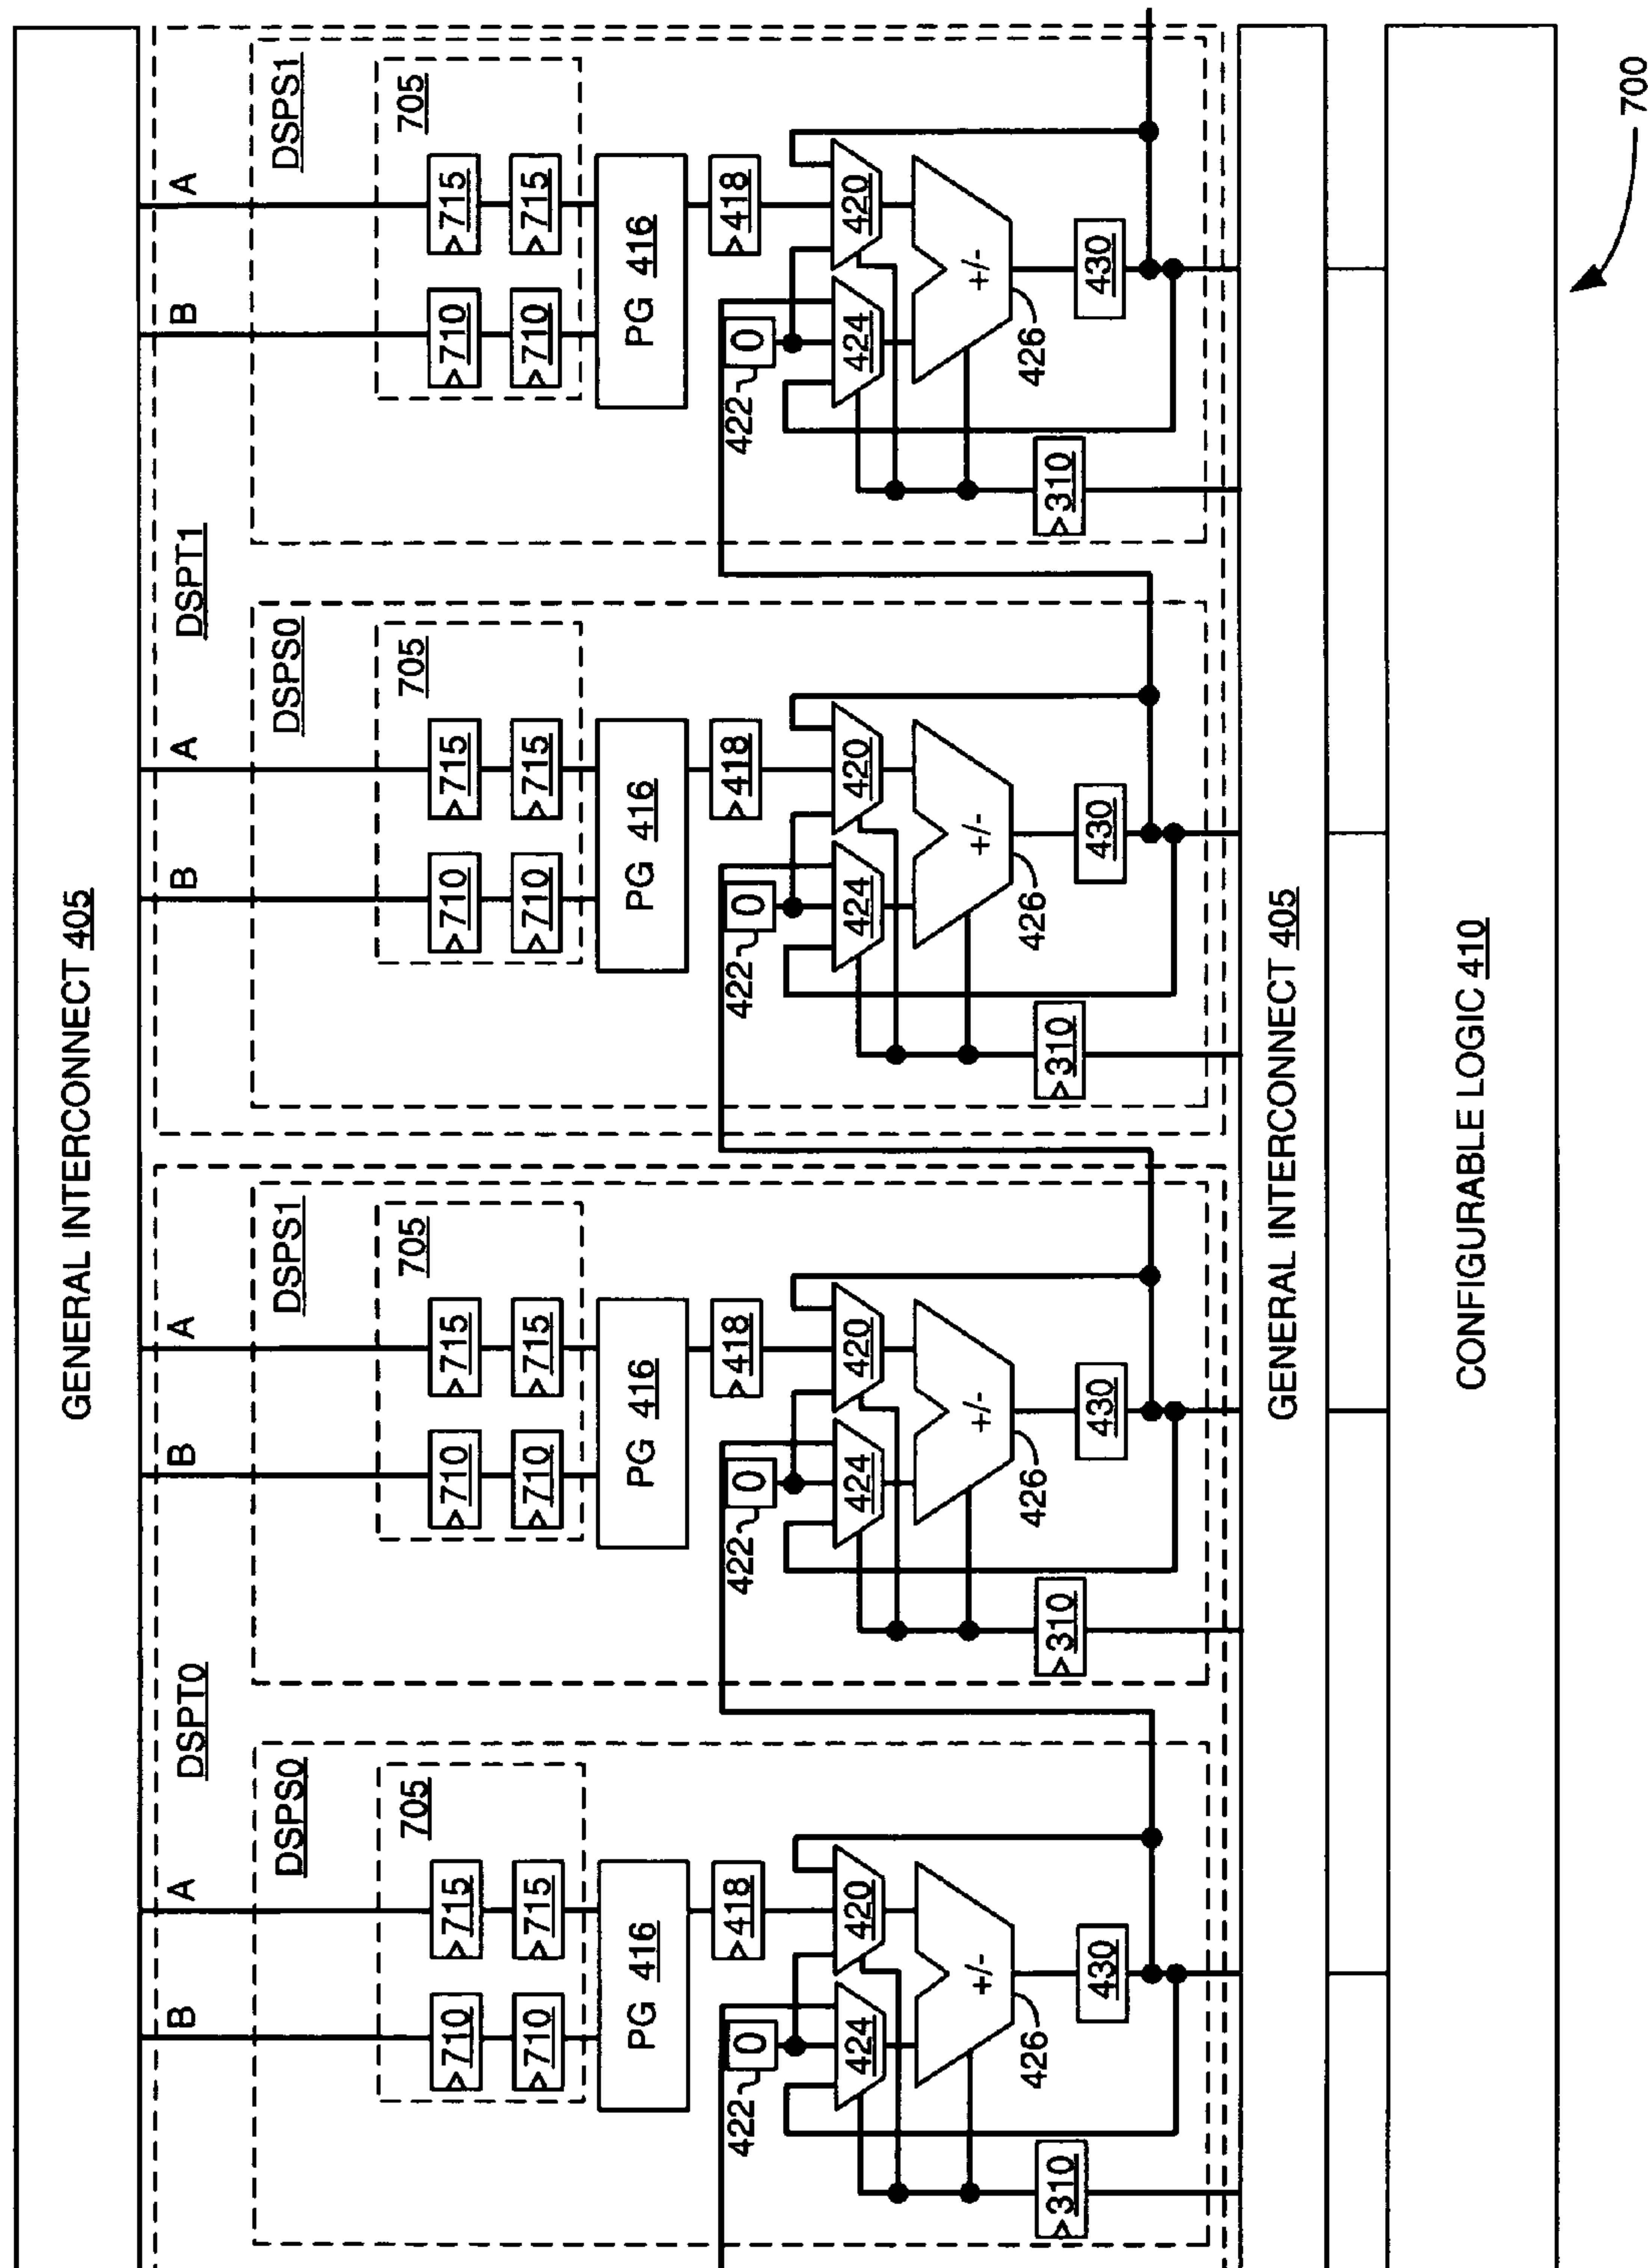 GENERAL INTERCONNECT 405
B A DSPT0 B A B A DSPT1 B A
DSPS0 DSPS1 DSPS0 DSPS1
705 705 705 705
710 715 710 715 710 715 710 715
710 715 710 715 710 715 710 715
PG 416 PG 416 PG 416 PG 416
418 418 418 418
422 0 422 0 422 0 422 0
424 420 424 420 424 420 424 420
+/- +/- +/- +/-
426 426 426 426
310 430 310 430 310 430 310 430
GENERAL INTERCONNECT 405
CONFIGURABLE LOGIC 410
700